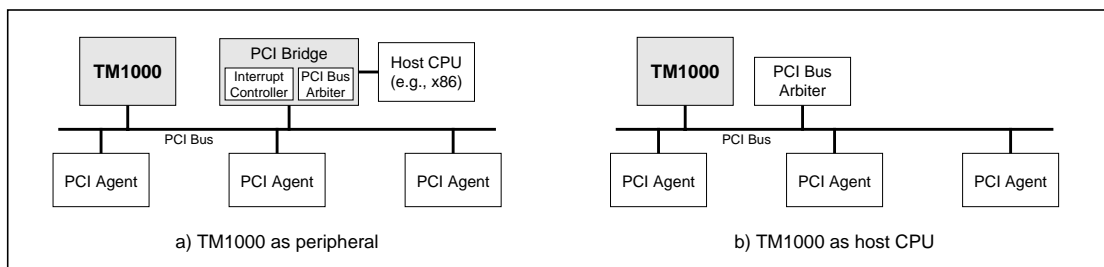 TM1000
PCI Bridge
Interrupt
Controller
PCI Bus
Arbiter
Host CPU
(e.g., x86)
PCI Bus
PCI Agent
PCI Agent
PCI Agent
a) TM1000 as peripheral
TM1000
PCI Bus
Arbiter
PCI Bus
PCI Agent
PCI Agent
PCI Agent
b) TM1000 as host CPU